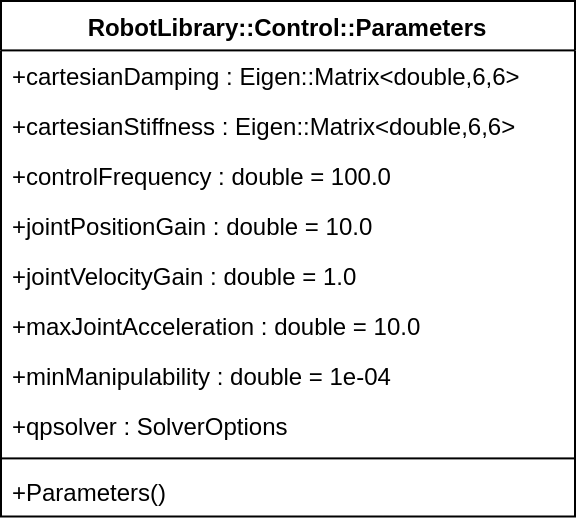 RobotLibrary::Control::Parameters
+cartesianDamping : Eigen::Matrix<double,6,6>
+cartesianStiffness : Eigen::Matrix<double,6,6>
+controlFrequency : double = 100.0
+jointPositionGain : double = 10.0
+jointVelocityGain : double = 1.0
+maxJointAcceleration : double = 10.0
+minManipulability : double = 1e-04
+qpsolver : SolverOptions
+Parameters()